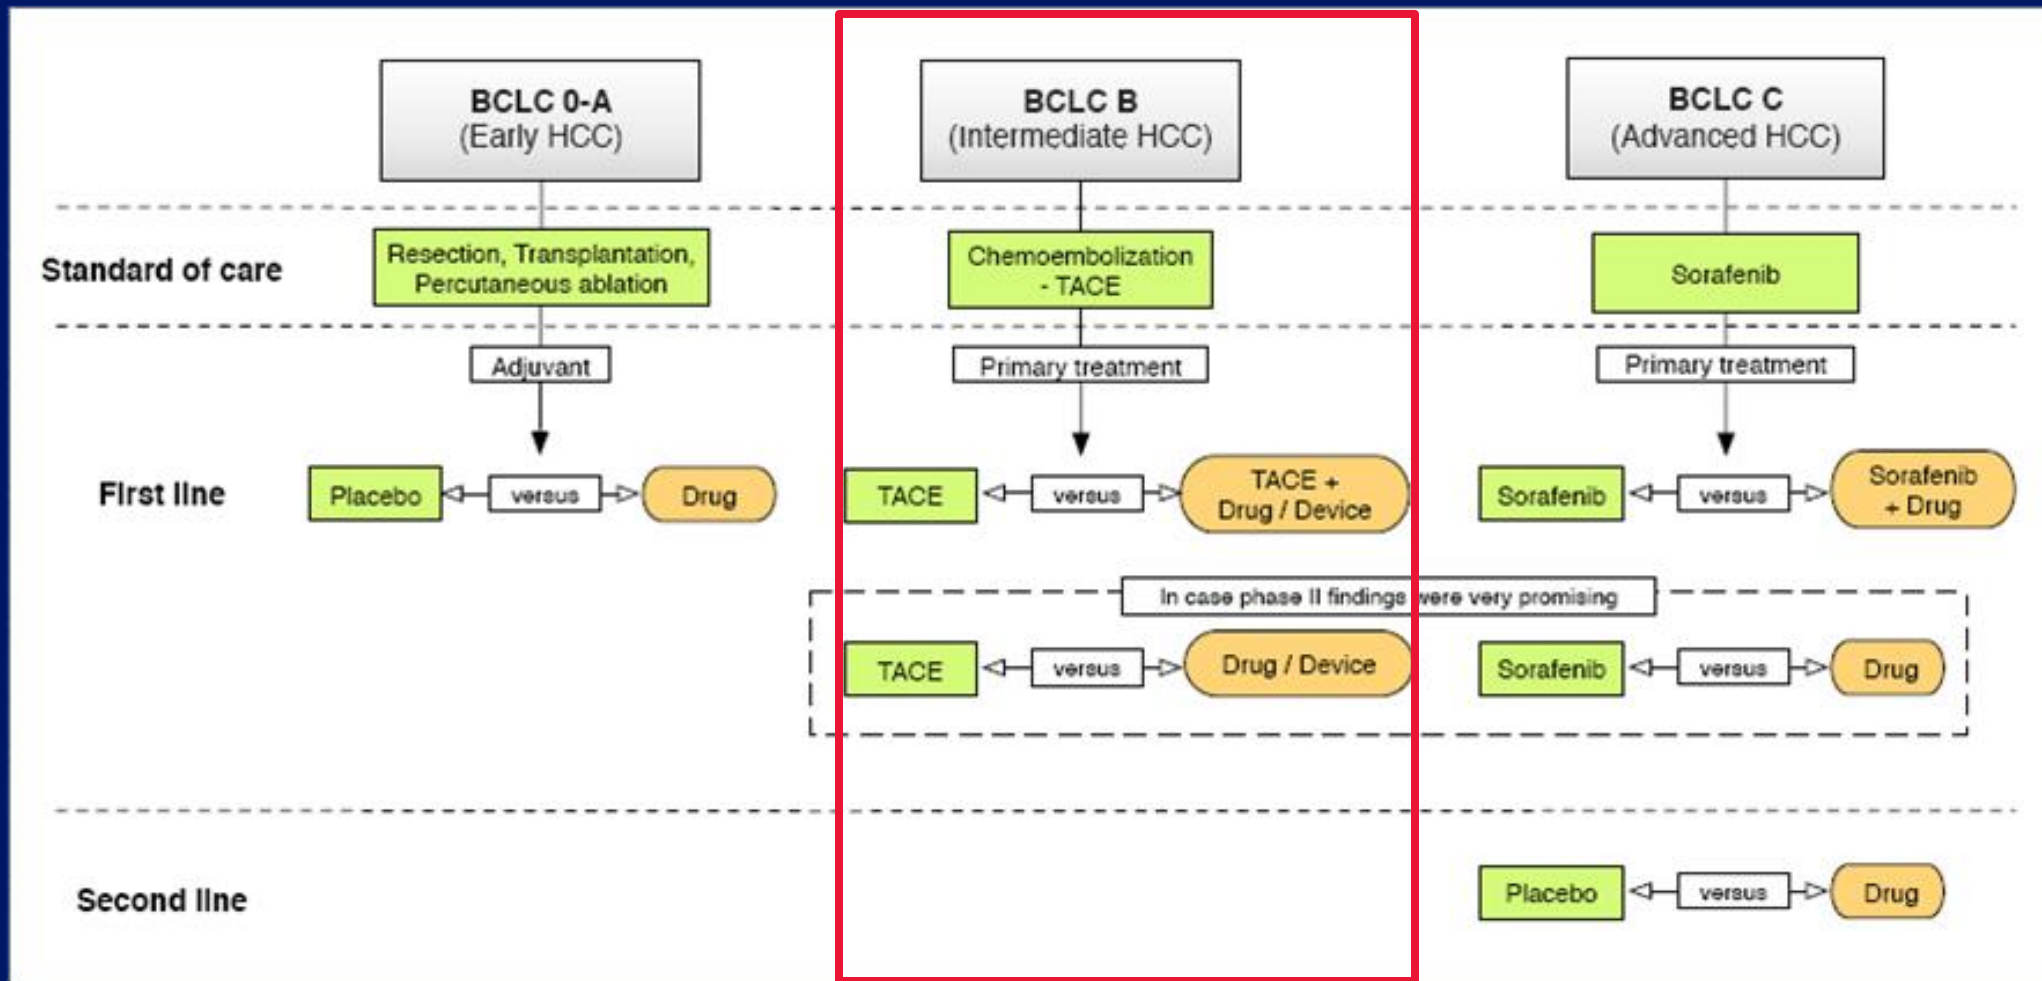 BCLC 0-A
(Early HCC)
BCLC B
(Intermediate HCC)
BCLC C
(Advanced HCC)
Standard of care
Resection, Transplantation,
Percutaneous ablation
Chemoembolization
- TACE
Sorafenib
Adjuvant
Primary treatment
Primary treatment
First line
Placebo
versus
Drug
TACE
versus
TACE +
Drug / Device
Sorafenib
versus
Sorafenib
+ Drug
In case phase II findings were very promising
TACE
versus
Drug / Device
Sorafenib
versus
Drug
Second line
Placebo
versus
Drug